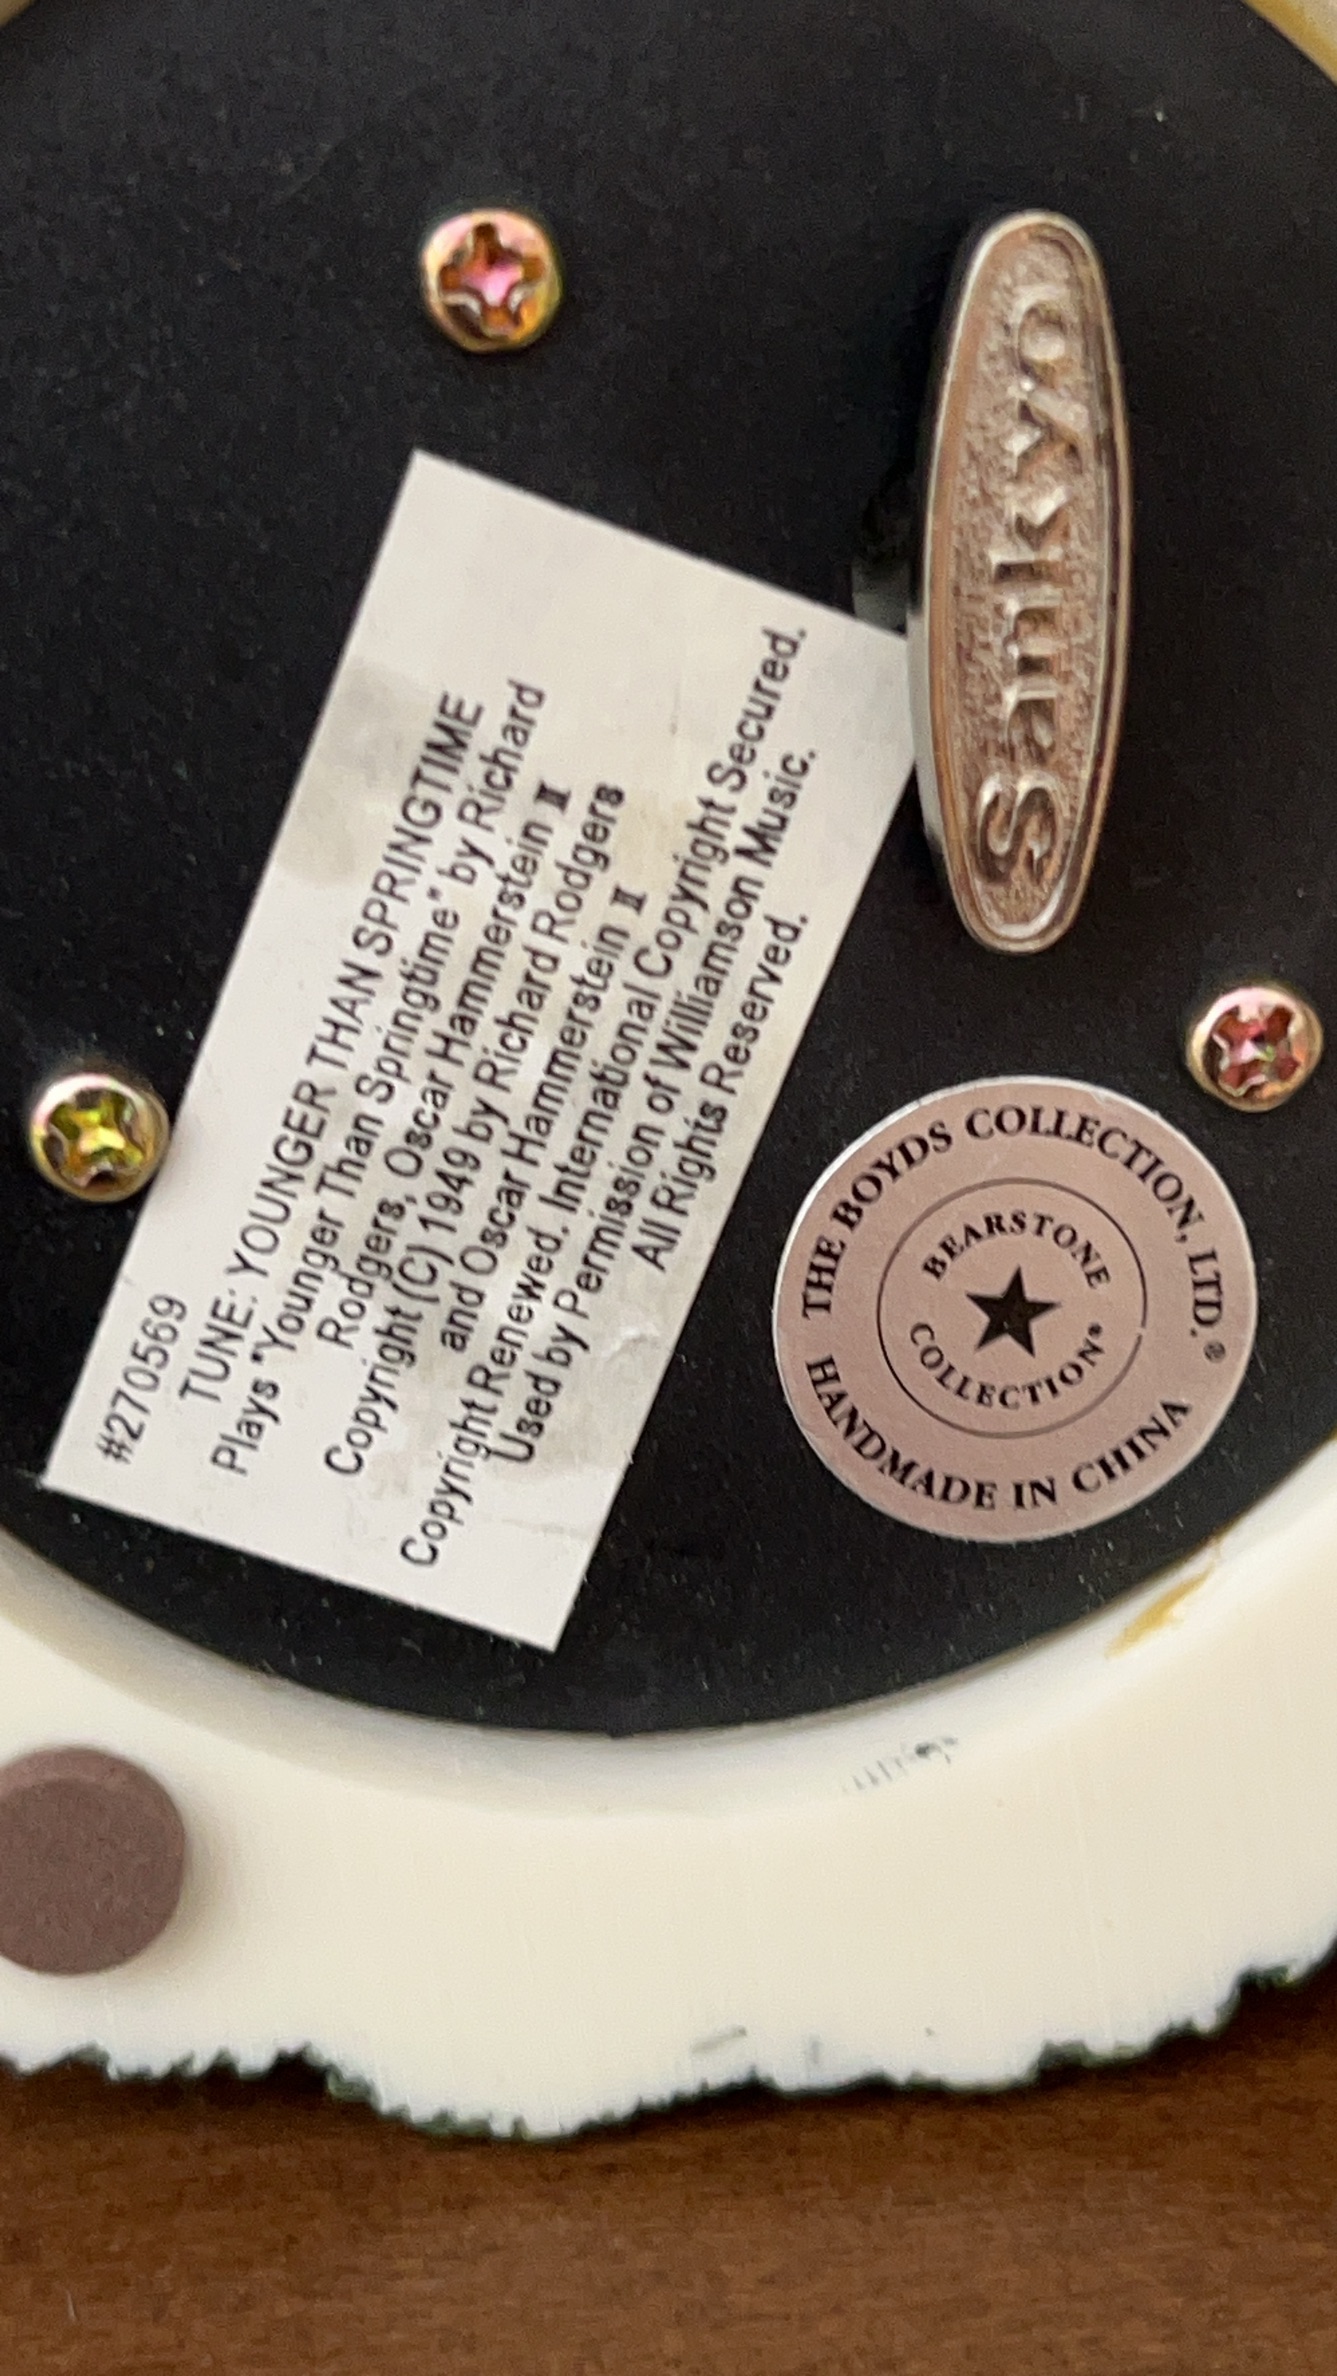 Sankyo
#270569
TUNE: YOUNGER THAN SPRINGTIME
Plays "Younger Than Springtime" by Richard
Rodgers, Oscar Hammerstein II
Copyright (C) 1949 by Richard Rodgers
and Oscar Hammerstein II
Copyright Renewed. International Copyright Secured.
Used by Permission of Williamson Music.
All Rights Reserved.
THE BOYDS COLLECTION, LTD.®
BEARSTONE
COLLECTION®
HANDMADE IN CHINA